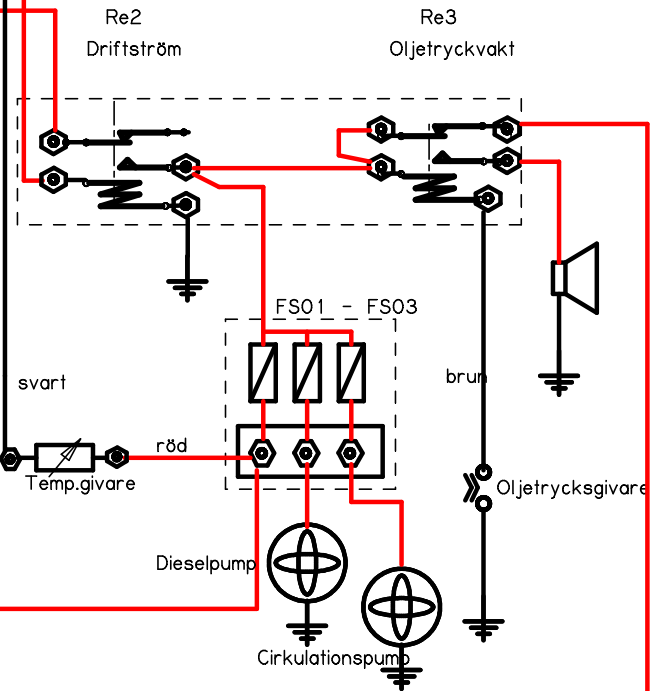 Re2
Re3
Driftström
Oljetryckvakt
FS01 - FS03
svart
brun
röd
Temp.givare
Oljetrycksgivare
Dieselpump
Cirkulationspump